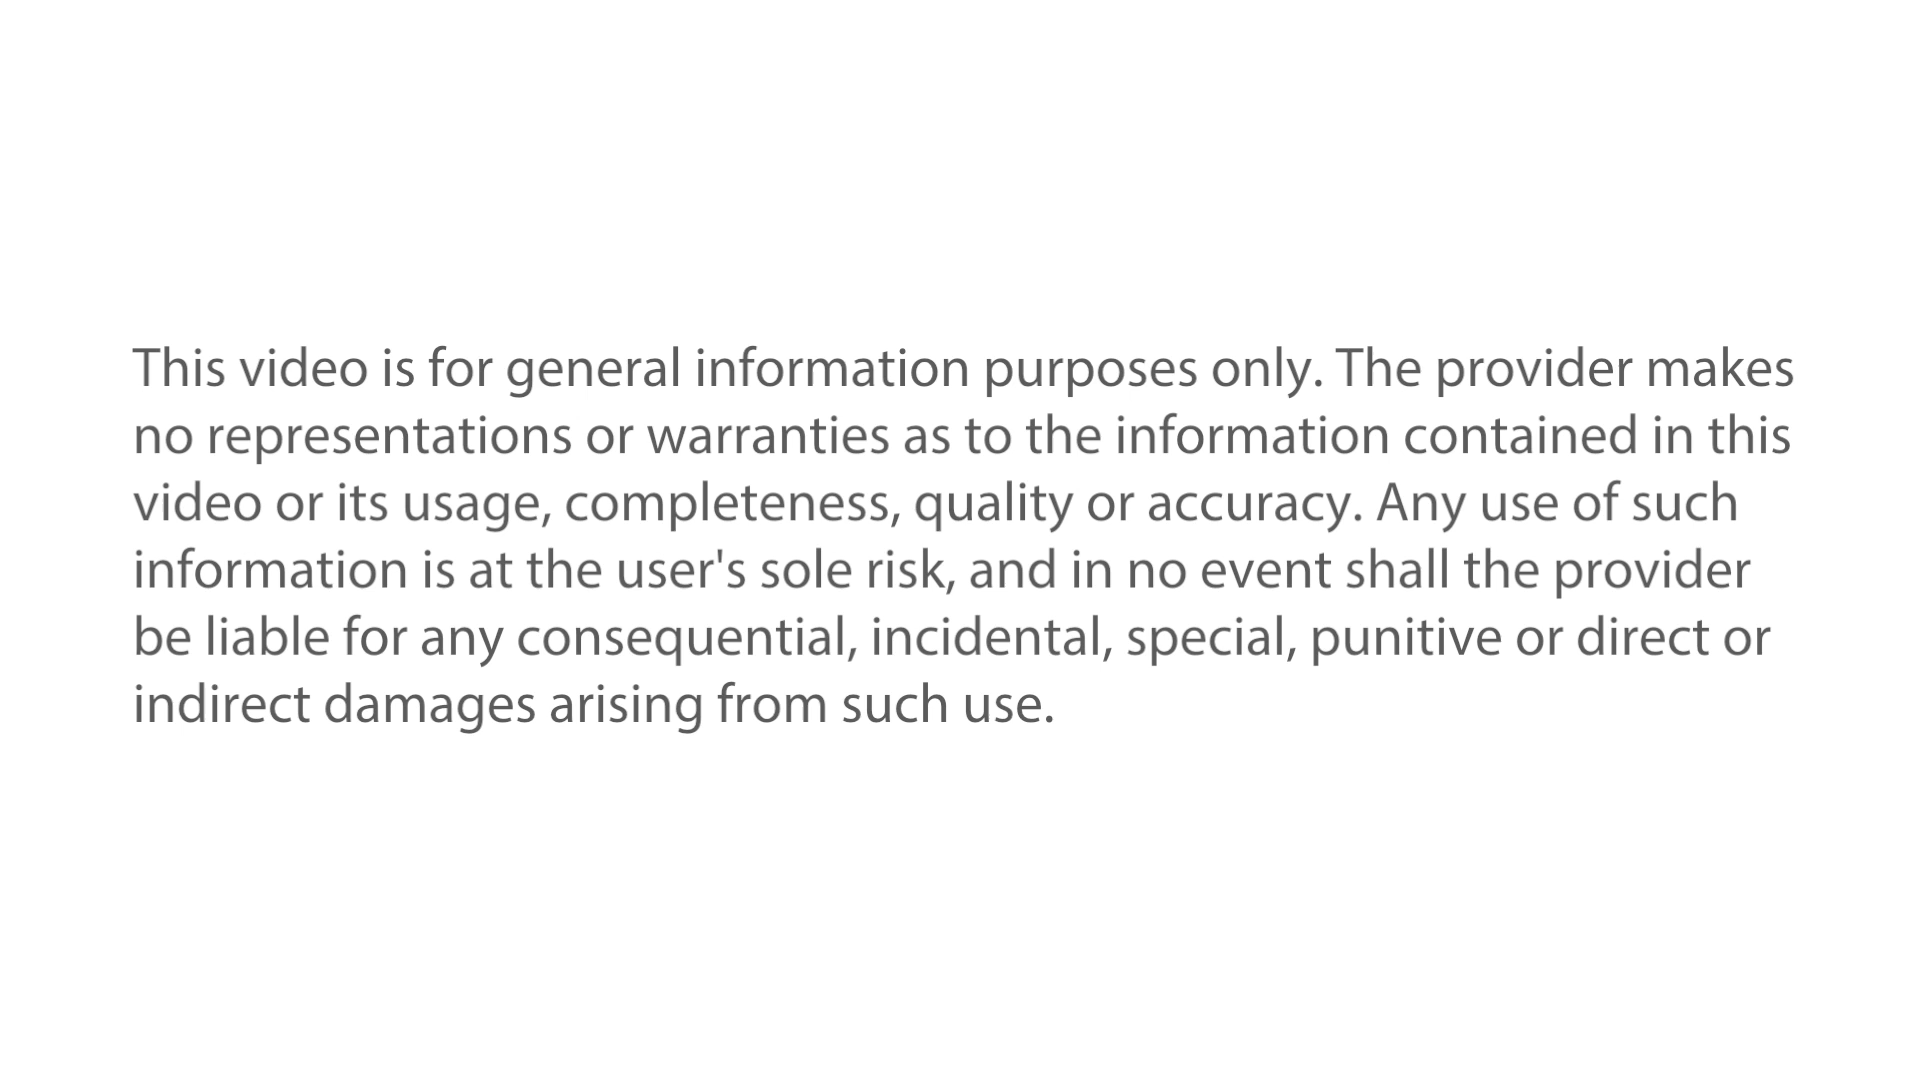 This video is for general information purposes only. The provider makes
no representations or warranties as to the information contained in this
video or its usage, completeness, quality or accuracy. Any use of such
information is at the user's sole risk, and in no event shall the provider
be liable for any consequential, incidental, special, punitive or direct or
indirect damages arising from such use.